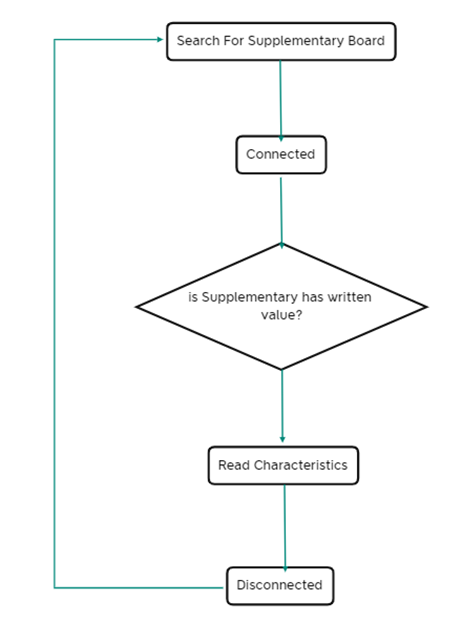 Search For Supplementary Board
Connected
is Supplementary has written
value?
Read Characteristics
Disconnected